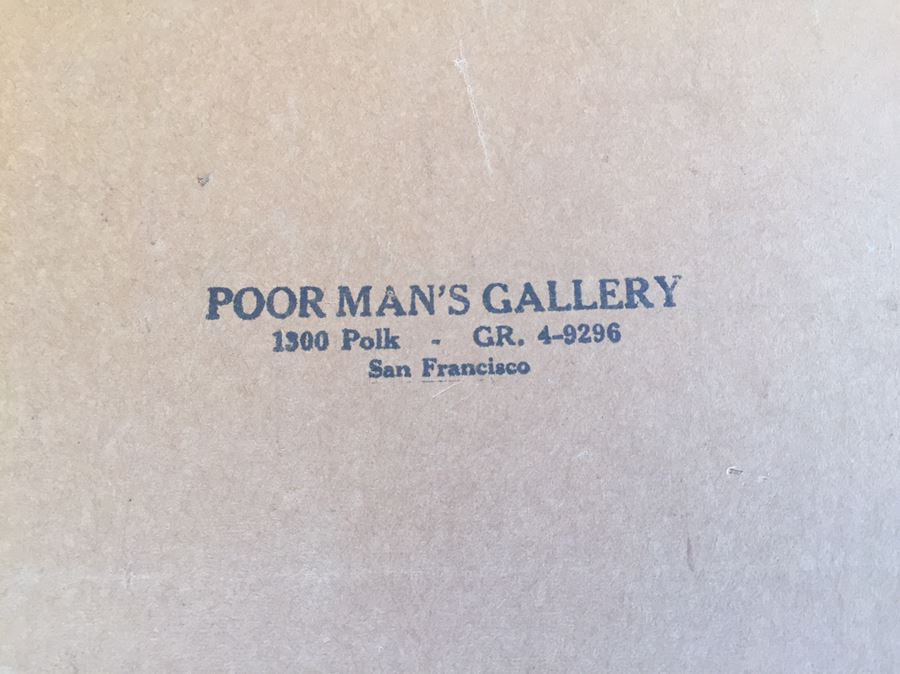 POOR MAN'S GALLERY
1300 Polk - GR. 4-9296
San Francisco